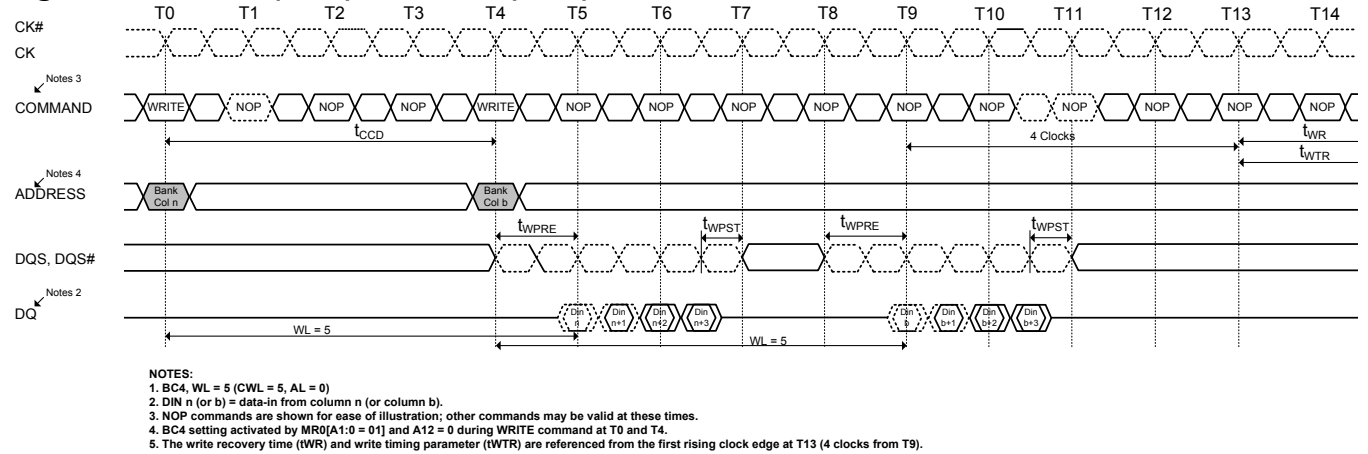 T0 T1 T2 T3 T4 T5 T6 T7 T8 T9 T10 T11 T12 T13 T14
CK#
CK
Notes 3
COMMAND WRITE NOP NOP NOP WRITE NOP NOP NOP NOP NOP NOP NOP NOP NOP NOP
tCCD 4 Clocks tWR
tWTR
Notes 4
ADDRESS Bank Col n Bank Col b
tWPRE tWPST tWPRE tWPST
DQS, DQS#
Notes 2
DQ Din n Din n+1 Din n+2 Din n+3 Din b Din b+1 Din b+2 Din b+3
WL = 5 WL = 5
NOTES:
1. BC4, WL = 5 (CWL = 5, AL = 0)
2. DIN n (or b) = data-in from column n (or column b).
3. NOP commands are shown for ease of illustration; other commands may be valid at these times.
4. BC4 setting activated by MR0[A1:0 = 01] and A12 = 0 during WRITE command at T0 and T4.
5. The write recovery time (tWR) and write timing parameter (tWTR) are referenced from the first rising clock edge at T13 (4 clocks from T9).